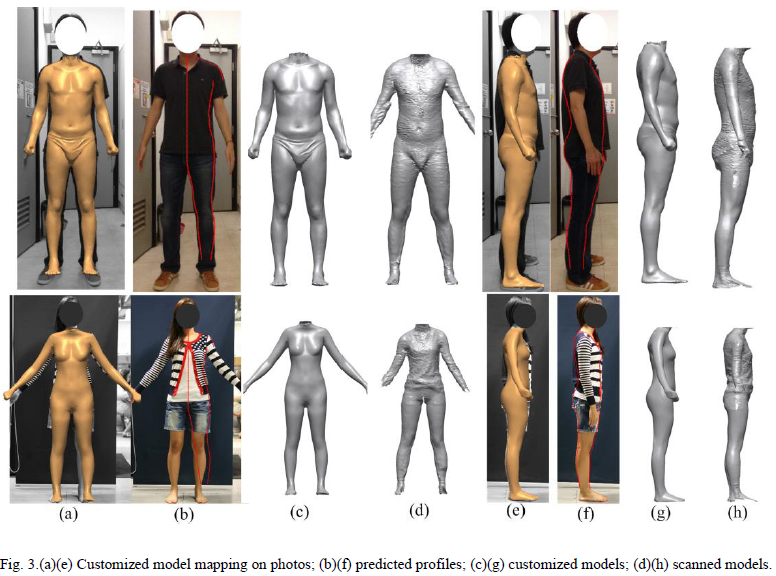 (a) (b) (c) (d) (e) (f) (g) (h)
Fig. 3.(a)(e) Customized model mapping on photos; (b)(f) predicted profiles; (c)(g) customized models; (d)(h) scanned models.